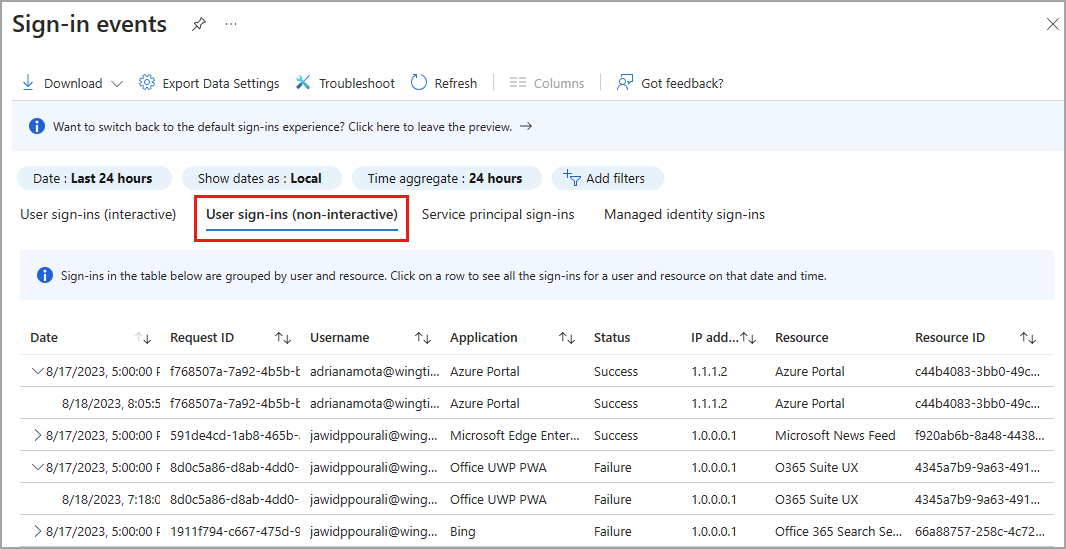 Sign-in events ...
Download Export Data Settings Troubleshoot Refresh Columns Got feedback?
Want to switch back to the default sign-ins experience? Click here to leave the preview. →
Date : Last 24 hours Show dates as : Local Time aggregate : 24 hours Add filters
User sign-ins (interactive) User sign-ins (non-interactive) Service principal sign-ins Managed identity sign-ins
Sign-ins in the table below are grouped by user and resource. Click on a row to see all the sign-ins for a user and resource on that date and time.
Date Request ID Username Application Status IP add... Resource Resource ID
8/17/2023, 5:00:00 P f768507a-7a92-4b5b-b adrianamota@wingti... Azure Portal Success 1.1.1.2 Azure Portal c44b4083-3bb0-49c...
8/18/2023, 8:05:5 f768507a-7a92-4b5b-b adrianamota@wingti... Azure Portal Success 1.1.1.2 Azure Portal c44b4083-3bb0-49c...
8/17/2023, 5:00:00 P 591de4cd-1ab8-465b- jawidppourali@wing... Microsoft Edge Enter... Success 1.0.0.0.1 Microsoft News Feed f920ab6b-8a48-4438...
8/17/2023, 5:00:00 P 8d0c5a86-d8ab-4dd0- jawidppourali@wing... Office UWP PWA Failure 1.0.0.0.1 O365 Suite UX 4345a7b9-9a63-491...
8/18/2023, 7:18:0 8d0c5a86-d8ab-4dd0- jawidppourali@wing... Office UWP PWA Failure 1.0.0.0.1 O365 Suite UX 4345a7b9-9a63-491...
8/17/2023, 5:00:00 P 1911f794-c667-475d-9 jawidppourali@wing... Bing Failure 1.0.0.0.1 Office 365 Search Se... 66a88757-258c-4c72...